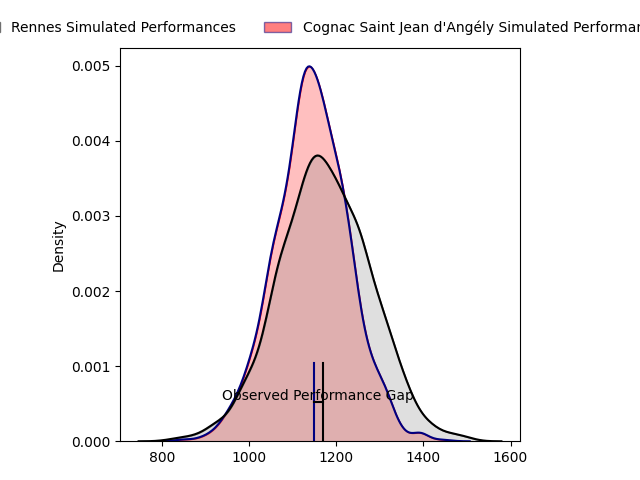 Rennes Simulated Performances
Cognac Saint Jean d'Angély Simulated
0.005
0.004
0.003
0.002
0.001
0.000
Density
Observed Performance Gap
800 1000 1200 1400 1600